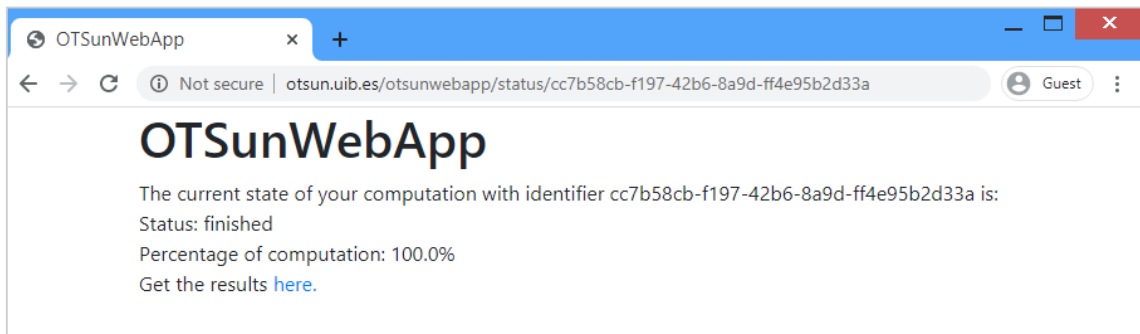 OTSunWebApp
Not secure | otsun.uib.es/otsunwebapp/status/cc7b58cb-f197-42b6-8a9d-ff4e95b2d33a Guest
OTSunWebApp
The current state of your computation with identifier cc7b58cb-f197-42b6-8a9d-ff4e95b2d33a is:
Status: finished
Percentage of computation: 100.0%
Get the results here.